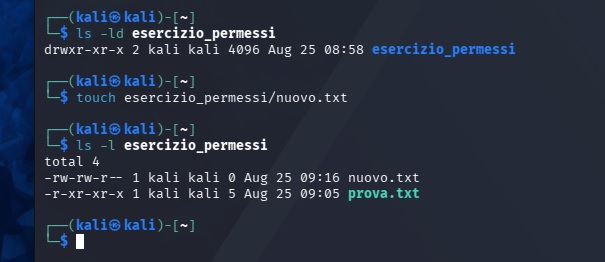 ┌──(kali㉿kali)-[~]
└─$ ls -ld esercizio_permessi
drwxr-xr-x 2 kali kali 4096 Aug 25 08:58 esercizio_permessi
┌──(kali㉿kali)-[~]
└─$ touch esercizio_permessi/nuovo.txt
┌──(kali㉿kali)-[~]
└─$ ls -l esercizio_permessi
total 4
-rw-rw-r-- 1 kali kali 0 Aug 25 09:16 nuovo.txt
-r-xr-xr-x 1 kali kali 5 Aug 25 09:05 prova.txt
┌──(kali㉿kali)-[~]
└─$